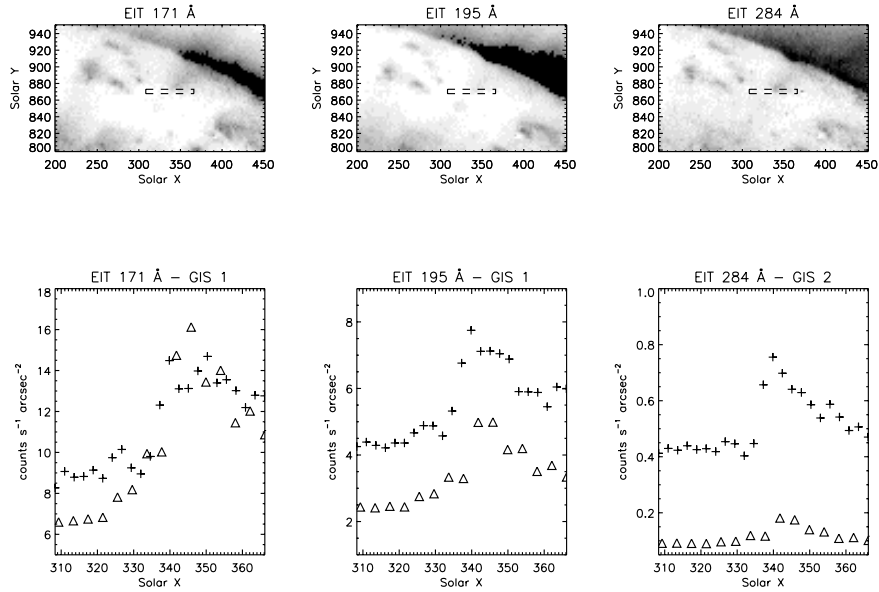 EIT 171 Å
EIT 195 Å
EIT 284 Å
Solar Y
940
920
900
880
860
840
820
800
200 250 300 350 400 450
Solar X
Solar Y
940
920
900
880
860
840
820
800
200 250 300 350 400 450
Solar X
Solar Y
940
920
900
880
860
840
820
800
200 250 300 350 400 450
Solar X
EIT 171 Å − GIS 1
counts s⁻¹ arcsec⁻²
18
16
14
12
10
8
6
310 320 330 340 350 360
Solar X
EIT 195 Å − GIS 1
counts s⁻¹ arcsec⁻²
8
6
4
2
310 320 330 340 350 360
Solar X
EIT 284 Å − GIS 2
counts s⁻¹ arcsec⁻²
1.0
0.8
0.6
0.4
0.2
310 320 330 340 350 360
Solar X